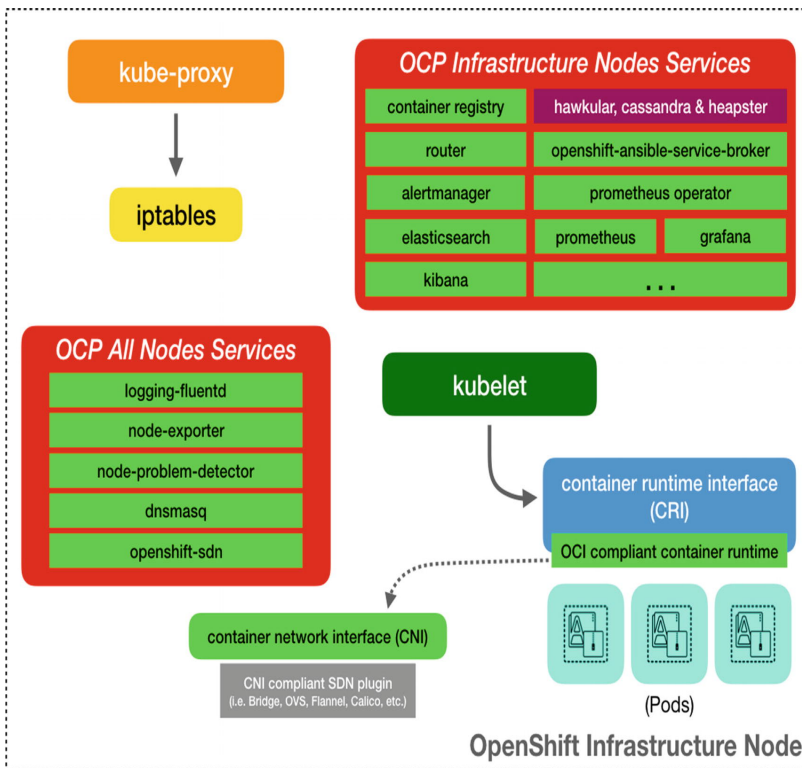 kube-proxy
iptables
OCP Infrastructure Nodes Services
container registry
hawkular, cassandra & heapster
router
openshift-ansible-service-broker
alertmanager
prometheus operator
elasticsearch
prometheus
grafana
kibana
...
OCP All Nodes Services
logging-fluentd
node-exporter
node-problem-detector
dnsmasq
openshift-sdn
kubelet
container runtime interface
(CRI)
OCI compliant container runtime
container network interface (CNI)
CNI compliant SDN plugin
(i.e. Bridge, OVS, Flannel, Calico, etc.)
(Pods)
OpenShift Infrastructure Node